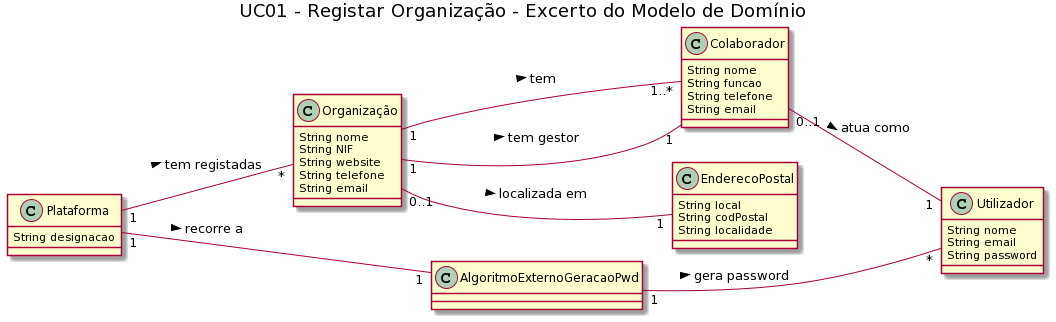 UC01 - Registar Organização - Excerto do Modelo de Domínio
C Colaborador
String nome
String funcao
String telefone
String email
C Organização
String nome
String NIF
String website
String telefone
String email
C EnderecoPostal
String local
String codPostal
String localidade
C Plataforma
String designacao
C Utilizador
String nome
String email
String password
C AlgoritmoExternoGeracaoPwd
tem
1
1..*
tem gestor
1
1
localizada em
0..1
1
tem registadas
1
*
recorre a
1
1
atua como
0..1
1
gera password
1
*